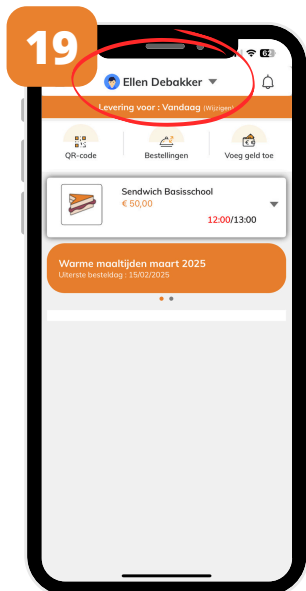 19
62
Ellen Debakker
Levering voor : Vandaag (Wijzigen)
QR-code
Bestellingen
Voeg geld toe
Sendwich Basisschool
€ 50,00
12:00/13:00
Warme maaltijden maart 2025
Uiterste besteldag : 15/02/2025